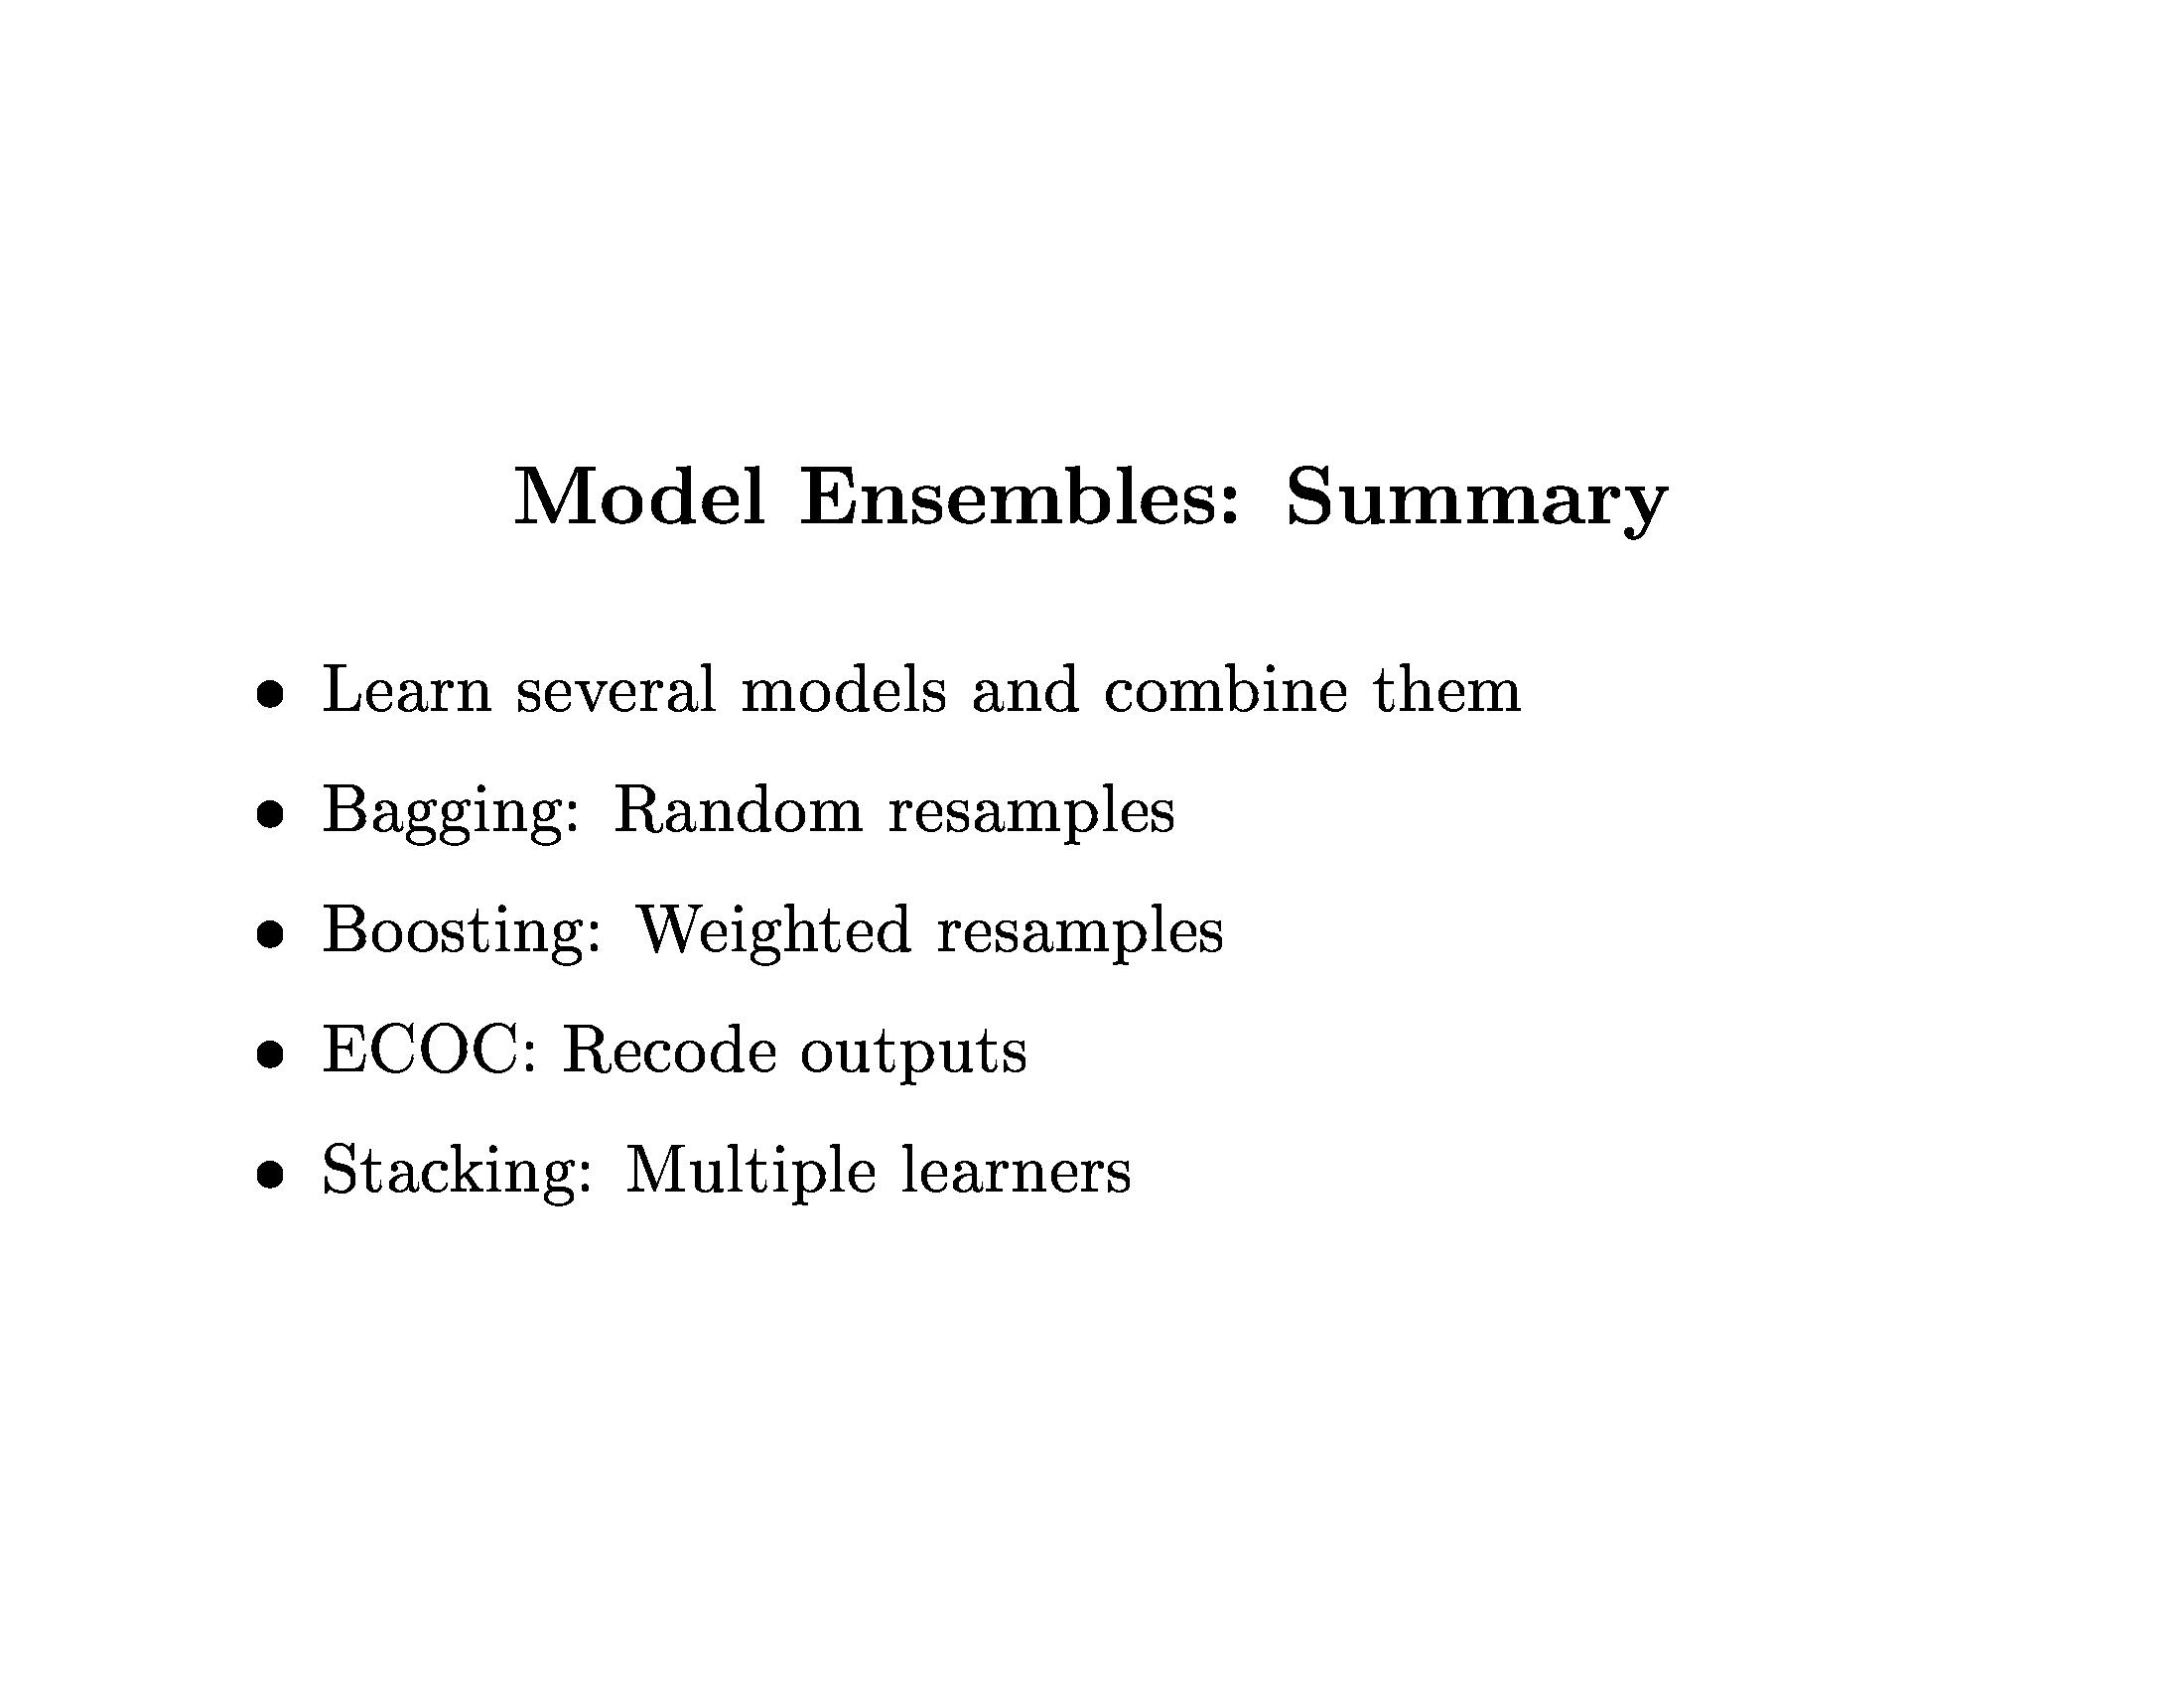 Model Ensembles: Summary
• Learn several models and combine them
• Bagging: Random resamples
• Boosting: Weighted resamples
• ECOC: Recode outputs
• Stacking: Multiple learners